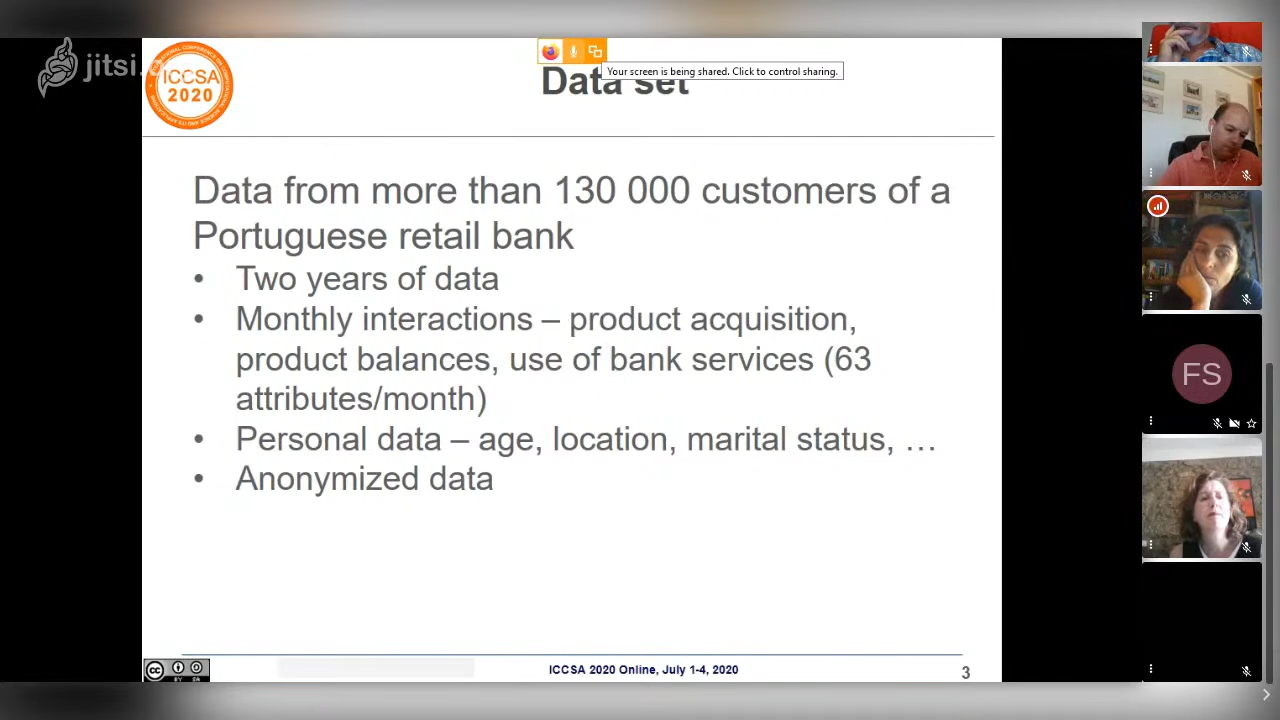 jitsi.
ICCSA
2020
Your screen is being shared. Click to control sharing.
Data set
Data from more than 130 000 customers of a
Portuguese retail bank
• Two years of data
• Monthly interactions – product acquisition,
product balances, use of bank services (63
attributes/month)
• Personal data – age, location, marital status, …
• Anonymized data
FS
cc
BY SA
ICCSA 2020 Online, July 1-4, 2020
3